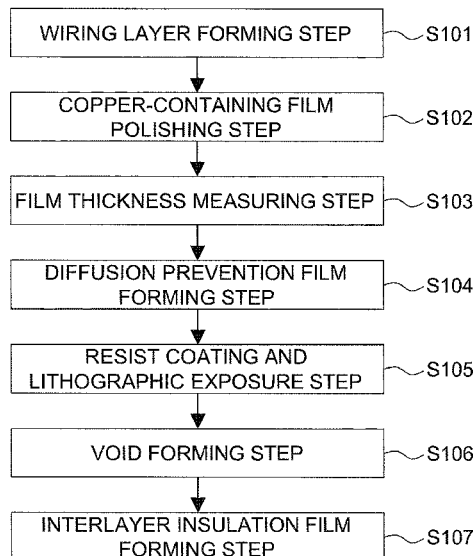 WIRING LAYER FORMING STEP S101
COPPER-CONTAINING FILM
POLISHING STEP S102
FILM THICKNESS MEASURING STEP S103
DIFFUSION PREVENTION FILM
FORMING STEP S104
RESIST COATING AND
LITHOGRAPHIC EXPOSURE STEP S105
VOID FORMING STEP S106
INTERLAYER INSULATION FILM
FORMING STEP S107